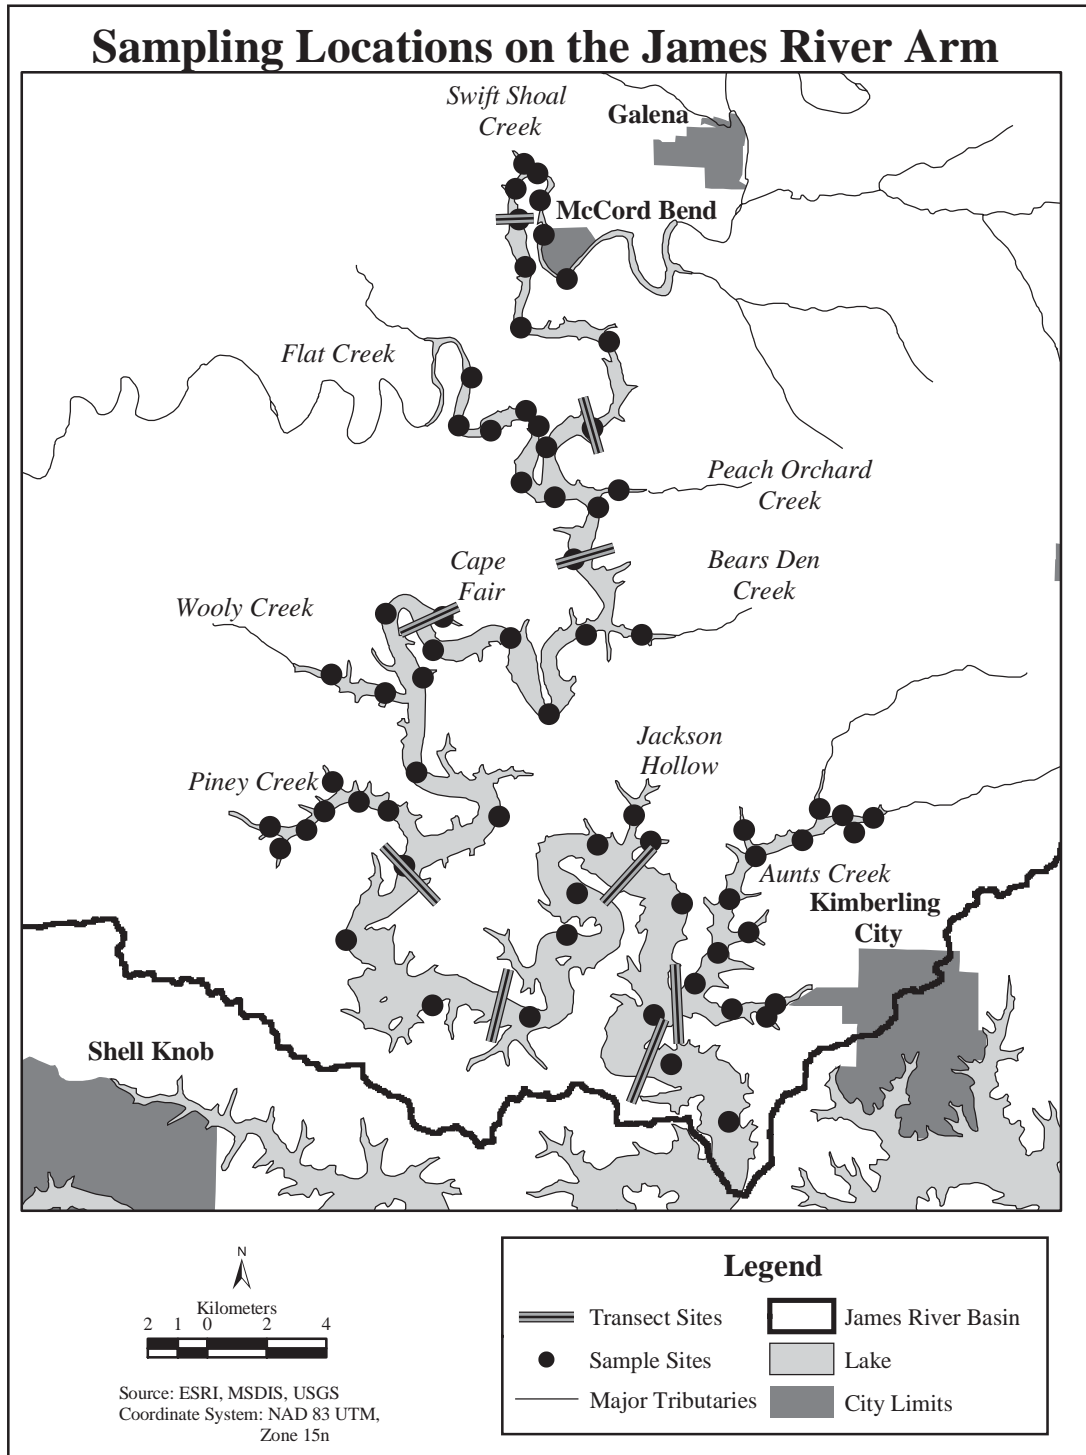 Sampling Locations on the James River Arm
Swift Shoal
Creek
Galena
McCord Bend
Flat Creek
Peach Orchard
Creek
Cape
Fair
Bears Den
Creek
Wooly Creek
Jackson
Hollow
Piney Creek
Aunts Creek
Kimberling
City
Shell Knob
N
Kilometers
2 1 0 2 4
Source: ESRI, MSDIS, USGS
Coordinate System: NAD 83 UTM,
Zone 15n
Legend
Transect Sites
James River Basin
Sample Sites
Lake
Major Tributaries
City Limits